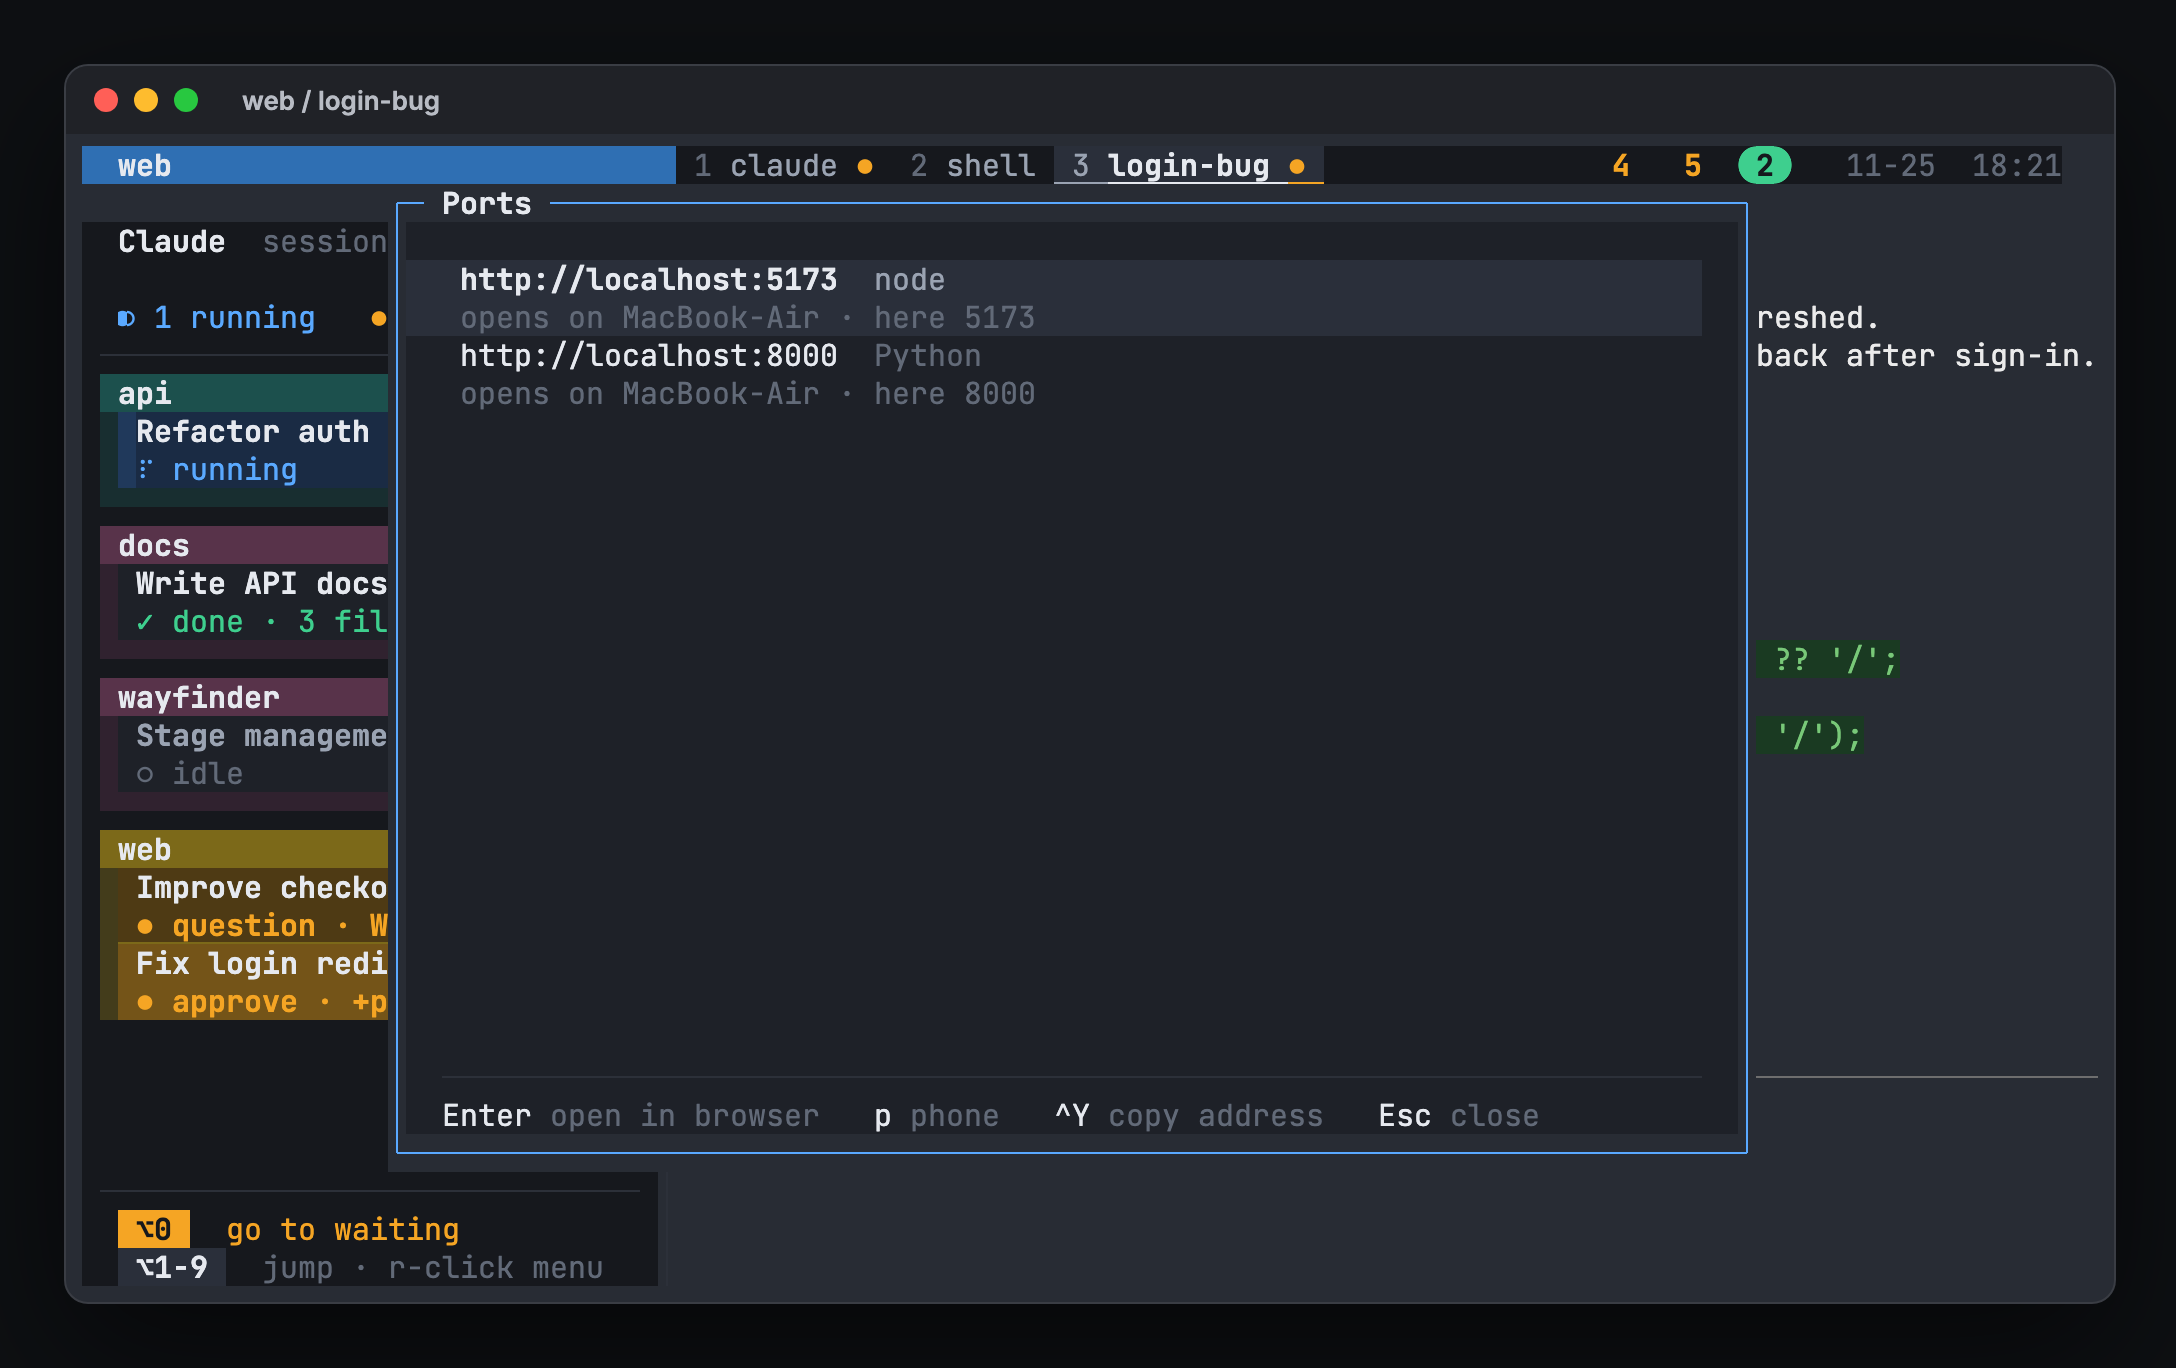 web / login-bug
web 1 claude ● 2 shell 3 login-bug ● 4 5 2 11-25 18:21
Ports
Claude session
http://localhost:5173 node
1 running ●
opens on MacBook-Air · here 5173
reshed.
http://localhost:8000 Python
back after sign-in.
api
opens on MacBook-Air · here 8000
Refactor auth
running
docs
Write API docs
✓ done · 3 fil
?? '/';
wayfinder
Stage manageme
'/');
○ idle
web
Improve checko
● question · W
Fix login redi
● approve · +p
Enter open in browser p phone ^Y copy address Esc close
⌥0 go to waiting
⌥1-9 jump · r-click menu